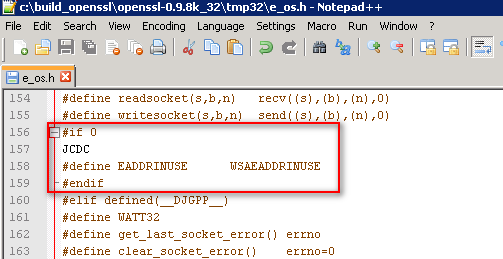 c:\build_openssl\openssl-0.9.8k_32\tmp32\e_os.h - Notepad++
File Edit Search View Encoding Language Settings Macro Run
e_os.h
154 #define readsocket(s,b,n) recv((s),(b),(n),0)
155 #define writesocket(s,b,n) send((s),(b),(n),0)
156 #if 0
157 JCDC
158 #define EADDRINUSE WSAEADDRINUSE
159 #endif
160 #elif defined(__DJGPP__)
161 #define WATT32
162 #define get_last_socket_error() errno
163 #define clear_socket_error() errno=0